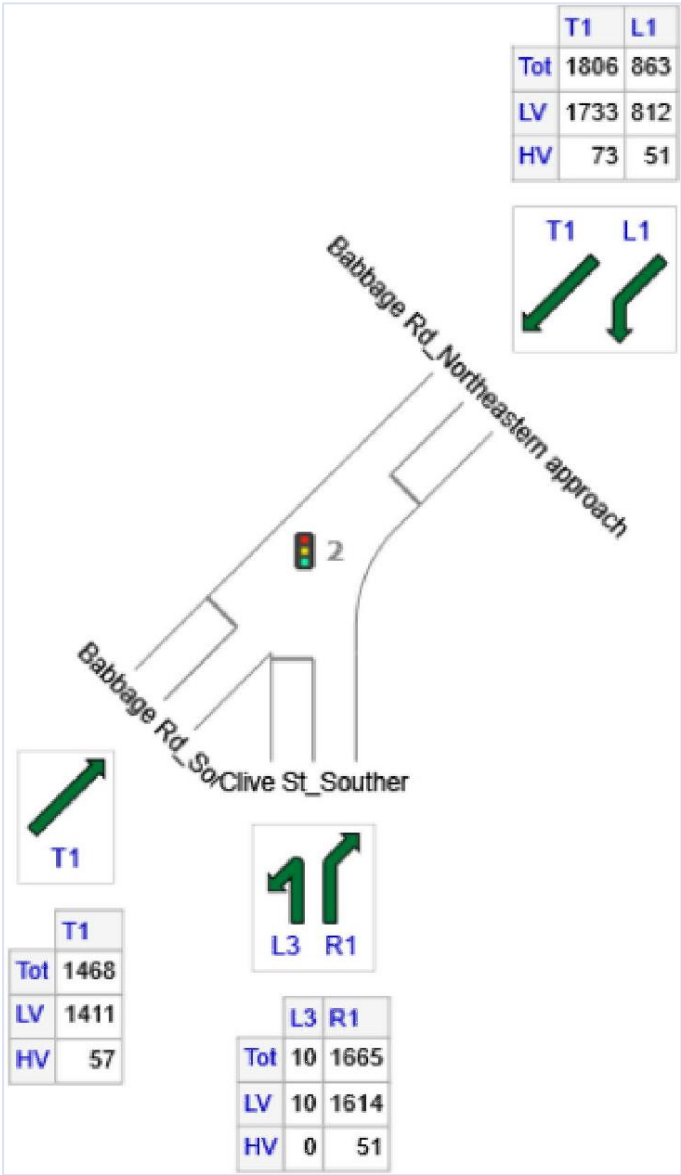 T1 L1
Tot 1806 863
LV 1733 812
HV 73 51
T1 L1
Babbage Rd_Northeastern approach
2
Babbage Rd_Sou
Clive St_Souther
T1
L3 R1
T1
Tot 1468
LV 1411
HV 57
L3 R1
Tot 10 1665
LV 10 1614
HV 0 51